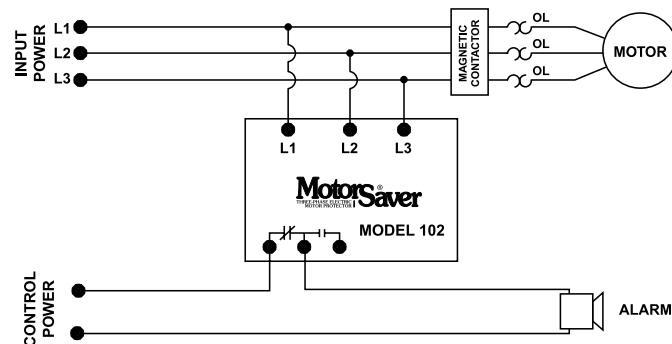 INPUT POWER
L1
L2
L3
MAGNETIC CONTACTOR
OL
OL
OL
MOTOR
L1 L2 L3
MotorSaver®
THREE-PHASE ELECTRIC
MOTOR PROTECTOR
MODEL 102
CONTROL POWER
ALARM